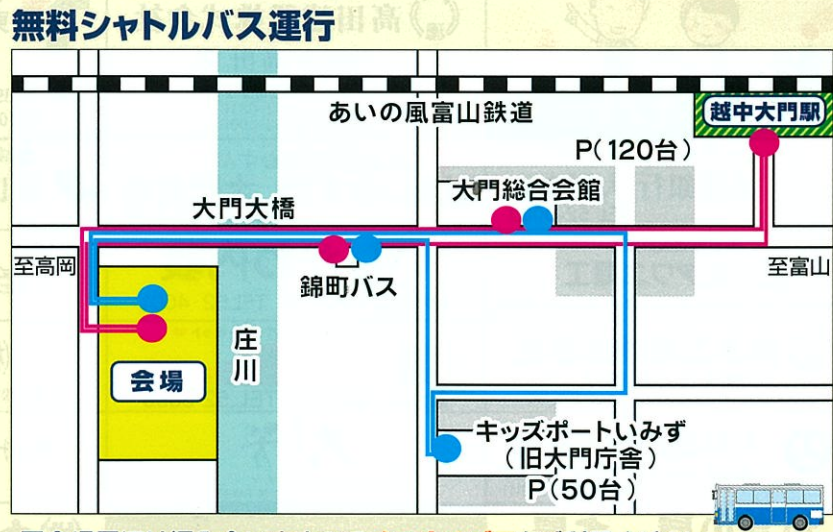 無料シャトルバス運行
あいの風富山鉄道
越中大門駅
P(120台)
大門総合会館
大門大橋
至高岡
錦町バス
至富山
庄川
会場
キッズポートいみず
(旧大門庁舎)
P(50台)